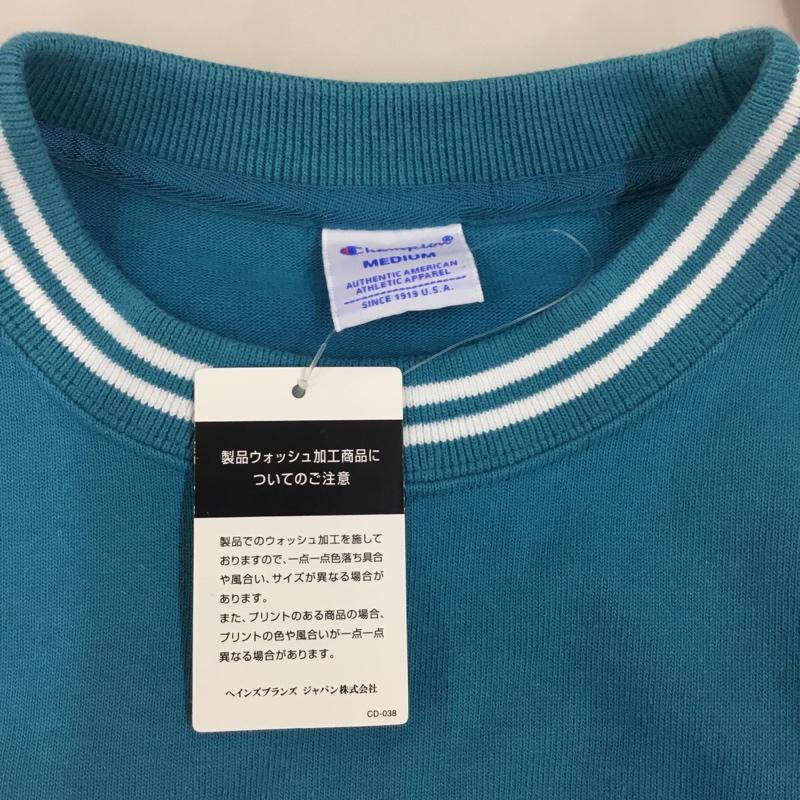 Champion®
MEDIUM
AUTHENTIC AMERICAN
ATHLETIC APPAREL
SINCE 1919 U.S.A.
製品ウォッシュ加工商品に
ついてのご注意
製品でのウォッシュ加工を施して
おりますので、一点一点色落ち具合
や風合い、サイズが異なる場合が
あります。
また、プリントのある商品の場合、
プリントの色や風合いが一点一点
異なる場合があります。
ヘインズブランズ ジャパン株式会社
CD-038